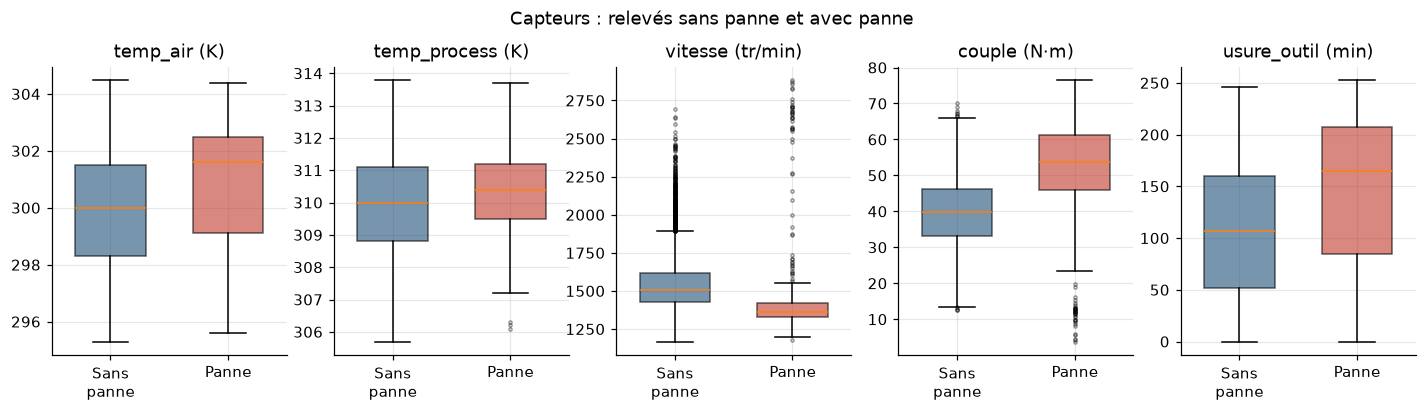 Capteurs : relevés sans panne et avec panne
temp_air (K)
304
302
300
298
296
Sans
panne
Panne
temp_process (K)
314
313
312
311
310
309
308
307
306
Sans
panne
Panne
vitesse (tr/min)
2750
2500
2250
2000
1750
1500
1250
Sans
panne
Panne
couple (N·m)
80
70
60
50
40
30
20
10
Sans
panne
Panne
usure_outil (min)
250
200
150
100
50
0
Sans
panne
Panne